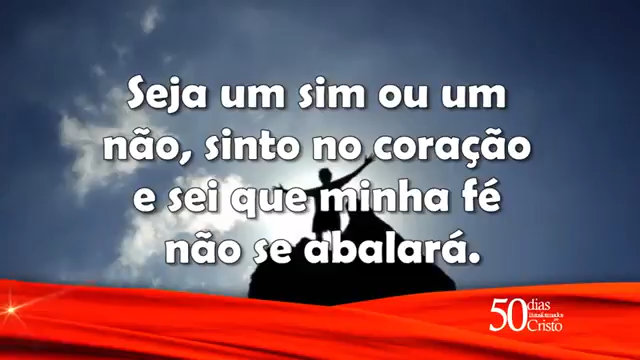 Seja um sim ou um
não, sinto no coração
e sei que minha fé
não se abalará.
50 dias
Cristo